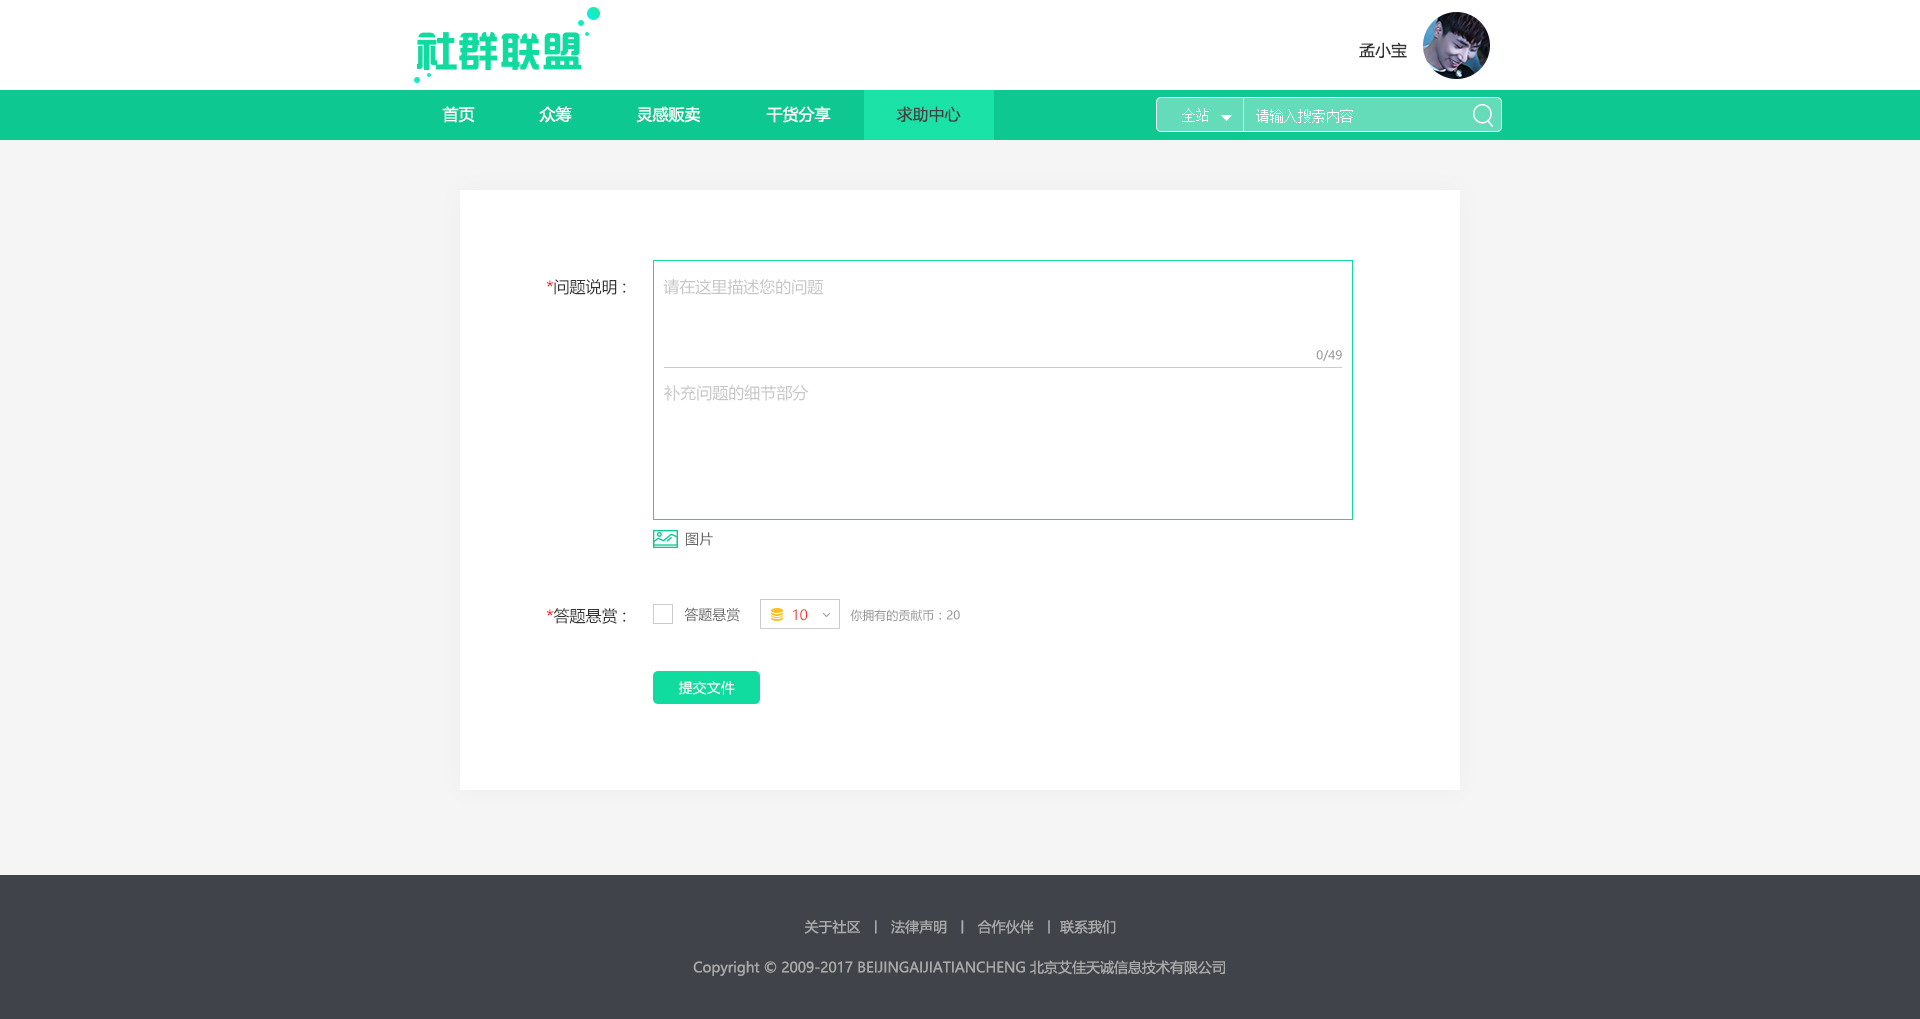 社群联盟
孟小宝
首页 众筹 灵感贩卖 干货分享 求助中心 全站 请输入搜索内容
*问题说明：
请在这里描述您的问题
0/49
补充问题的细节部分
图片
*答题悬赏： 答题悬赏 10 你拥有的贡献币：20
提交文件
关于社区 | 法律声明 | 合作伙伴 | 联系我们
Copyright © 2009-2017 BEIJINGAIJIATIANCHENG 北京艾佳天诚信息技术有限公司